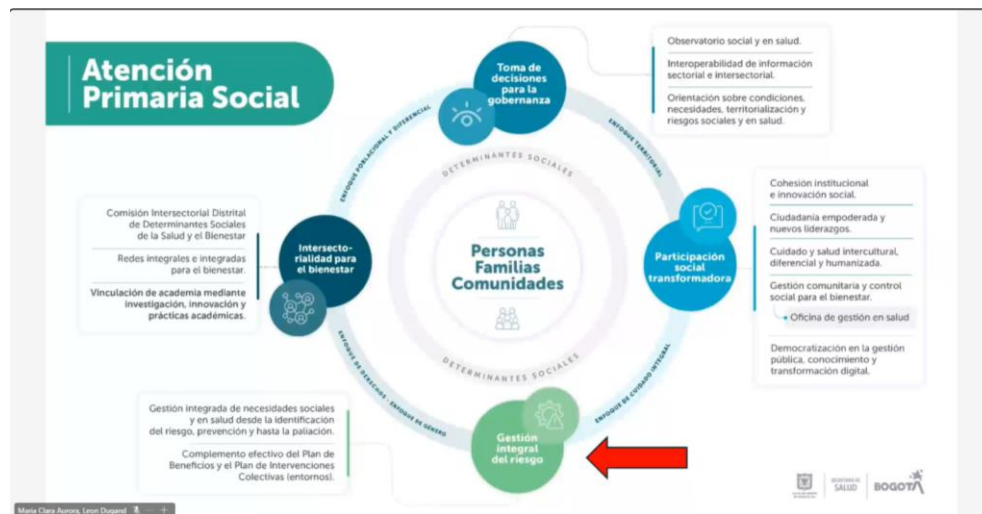 Atención
Primaria Social
Toma de
decisiones
para la
gobernanza
Observatorio social y en salud.
Interoperabilidad de información
sectorial e intersectorial.
Orientación sobre condiciones,
necesidades, territorialización y
riesgos sociales y en salud.
ENFOQUE POBLACIONAL Y DIFERENCIAL
ENFOQUE TERRITORIAL
DETERMINANTES SOCIALES
Comisión Intersectorial Distrital
de Determinantes Sociales
de la Salud y el Bienestar
Redes integrales e integradas
para el bienestar.
Vinculación de academia mediante
investigación, innovación y
prácticas académicas.
Intersecto-
rialidad para
el bienestar
Personas
Familias
Comunidades
Participación
social
transformadora
Cohesión institucional
e innovación social.
Ciudadanía empoderada y
nuevos liderazgos.
Cuidado y salud intercultural,
diferencial y humanizada.
Gestión comunitaria y control
social para el bienestar.
Oficina de gestión en salud
Democratización en la gestión
pública, conocimiento y
transformación digital.
DETERMINANTES SOCIALES
ENFOQUE DE DERECHOS - ENFOQUE DE GÉNERO
ENFOQUE DE CUIDADO INTEGRAL
Gestión integrada de necesidades sociales
y en salud desde la identificación
del riesgo, prevención y hasta la paliación.
Complemento efectivo del Plan de
Beneficios y el Plan de Intervenciones
Colectivas (entornos).
Gestión
integral
del riesgo
SECRETARÍA DE
SALUD
BOGOTÁ
Maria Clara Aurora, Leon Dugand